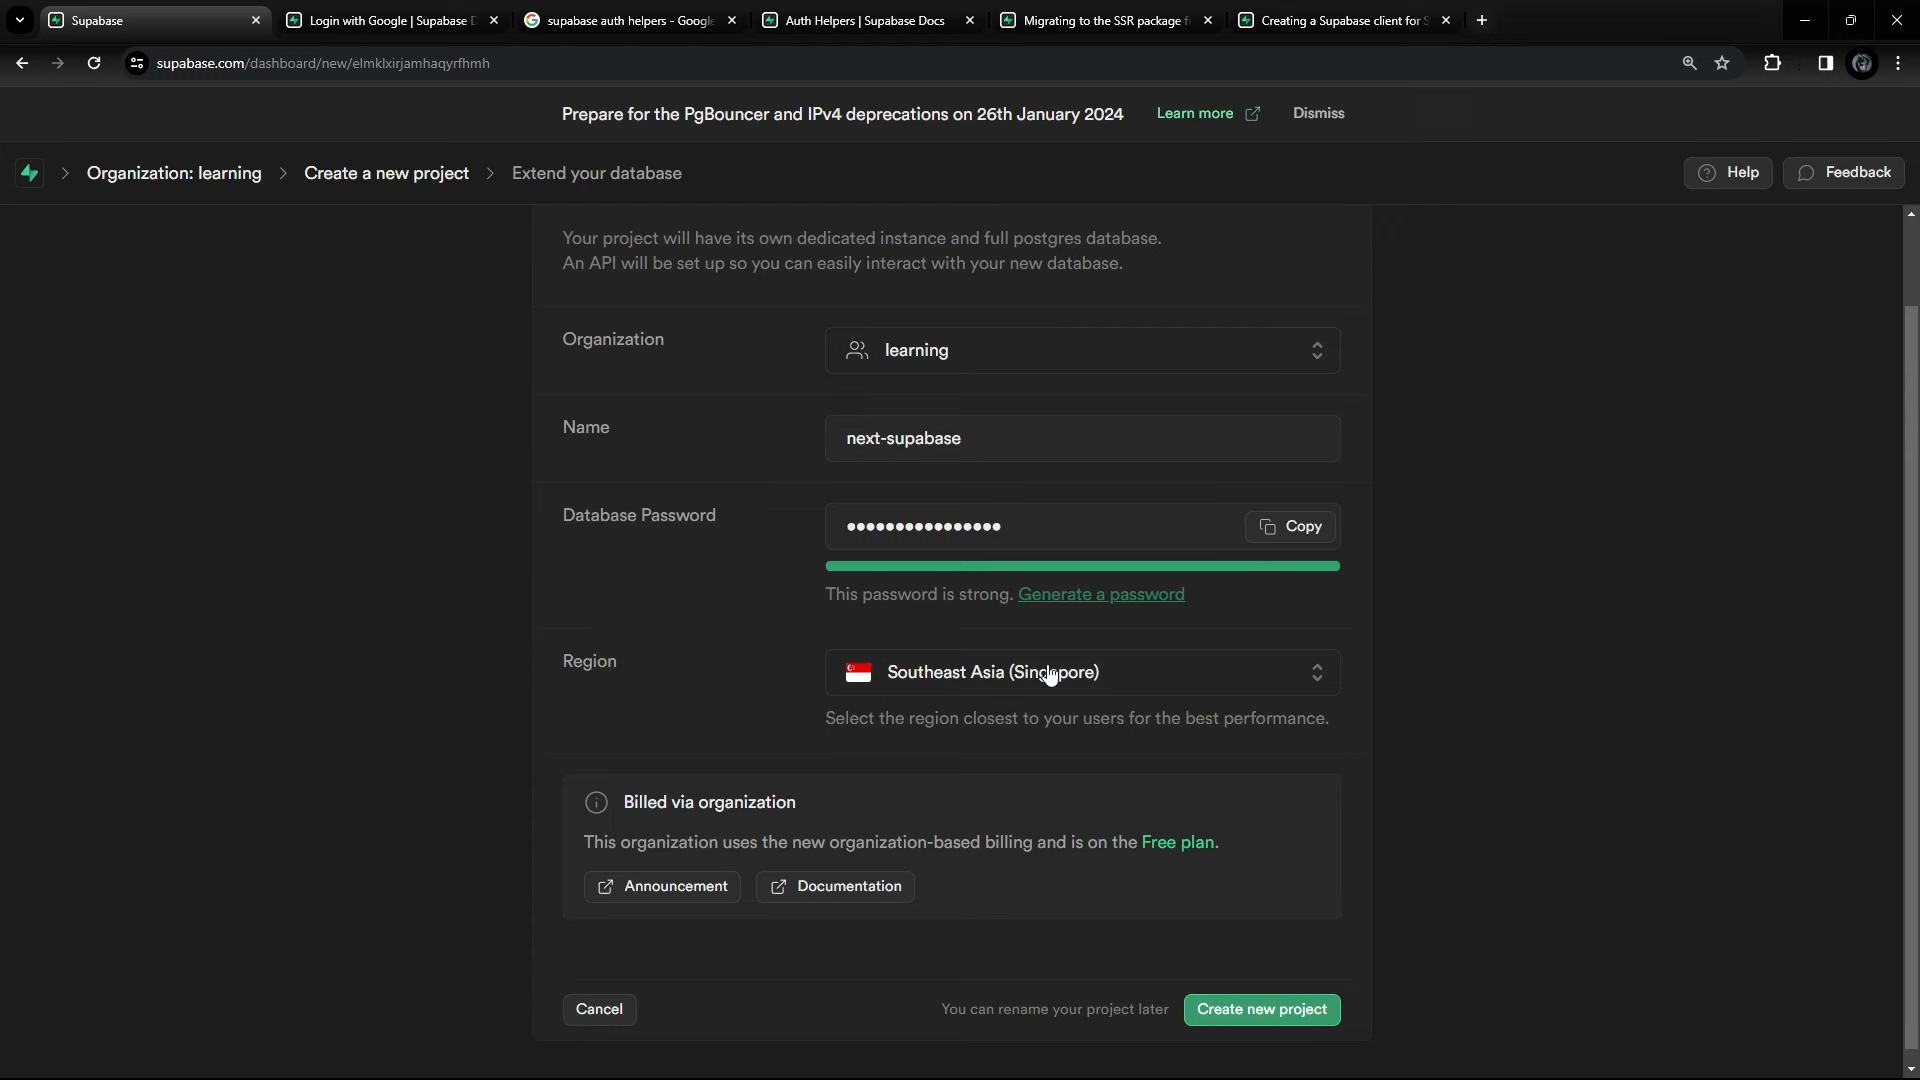 Supabase
Login with Google | Supabase D
supabase auth helpers - Google
Auth Helpers | Supabase Docs
Migrating to the SSR package f
Creating a Supabase client for S
supabase.com/dashboard/new/elmklxirjamhaqyrfhmh
Prepare for the PgBouncer and IPv4 deprecations on 26th January 2024 Learn more Dismiss
Organization: learning Create a new project Extend your database Help Feedback
Your project will have its own dedicated instance and full postgres database.
An API will be set up so you can easily interact with your new database.
Organization learning
Name next-supabase
Database Password •••••••••••••••• Copy
This password is strong. Generate a password
Region Southeast Asia (Singapore)
Select the region closest to your users for the best performance.
Billed via organization
This organization uses the new organization-based billing and is on the Free plan.
Announcement Documentation
Cancel You can rename your project later Create new project